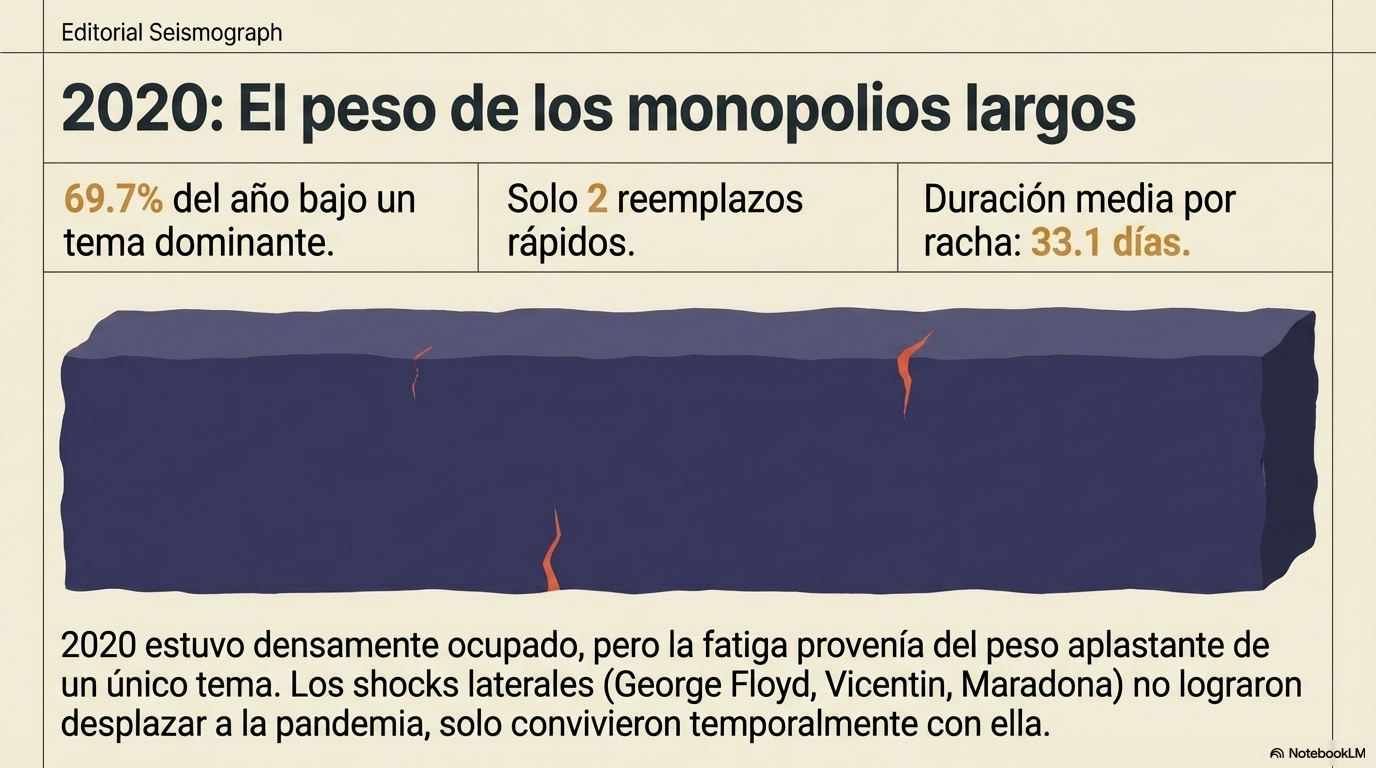 Editorial Seismograph
2020: El peso de los monopolios largos
69.7% del año bajo un
tema dominante.
Solo 2 reemplazos
rápidos.
Duración media por
racha: 33.1 días.
2020 estuvo densamente ocupado, pero la fatiga provenía del peso aplastante de
un único tema. Los shocks laterales (George Floyd, Vicentin, Maradona) no lograron
desplazar a la pandemia, solo convivieron temporalmente con ella.
NotebookLM